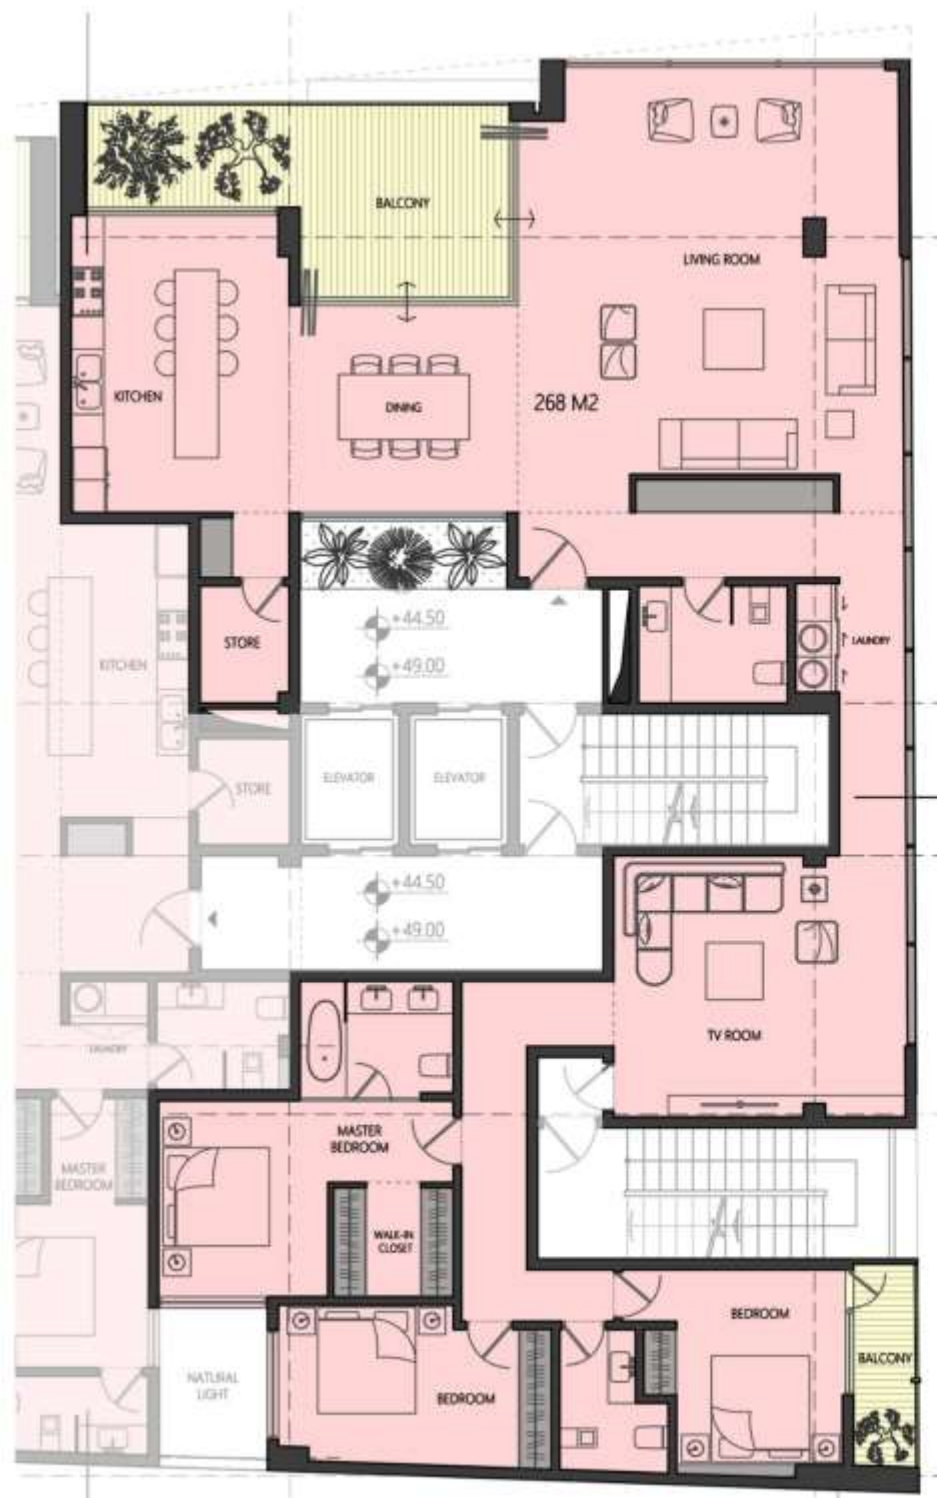 BALCONY
LIVING ROOM
KITCHEN
DINING
268 M2
+44.50
STORE
LAUNDRY
KITCHEN
+49.00
ELEVATOR
ELEVATOR
STORE
+44.50
+49.00
TV ROOM
LAUNDRY
MASTER
BEDROOM
MASTER
BEDROOM
WALK-IN
CLOSET
BEDROOM
BALCONY
NATURAL
LIGHT
BEDROOM